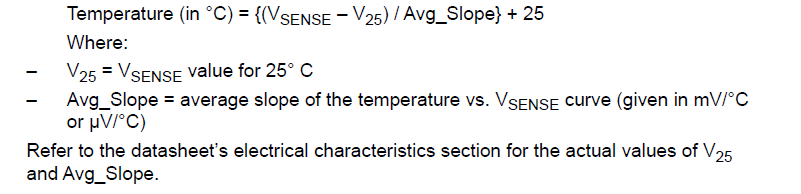 Temperature (in °C) = {(VSENSE – V25) / Avg_Slope} + 25
Where:
– V25 = VSENSE value for 25° C
– Avg_Slope = average slope of the temperature vs. VSENSE curve (given in mV/°C
or µV/°C)
Refer to the datasheet's electrical characteristics section for the actual values of V25
and Avg_Slope.